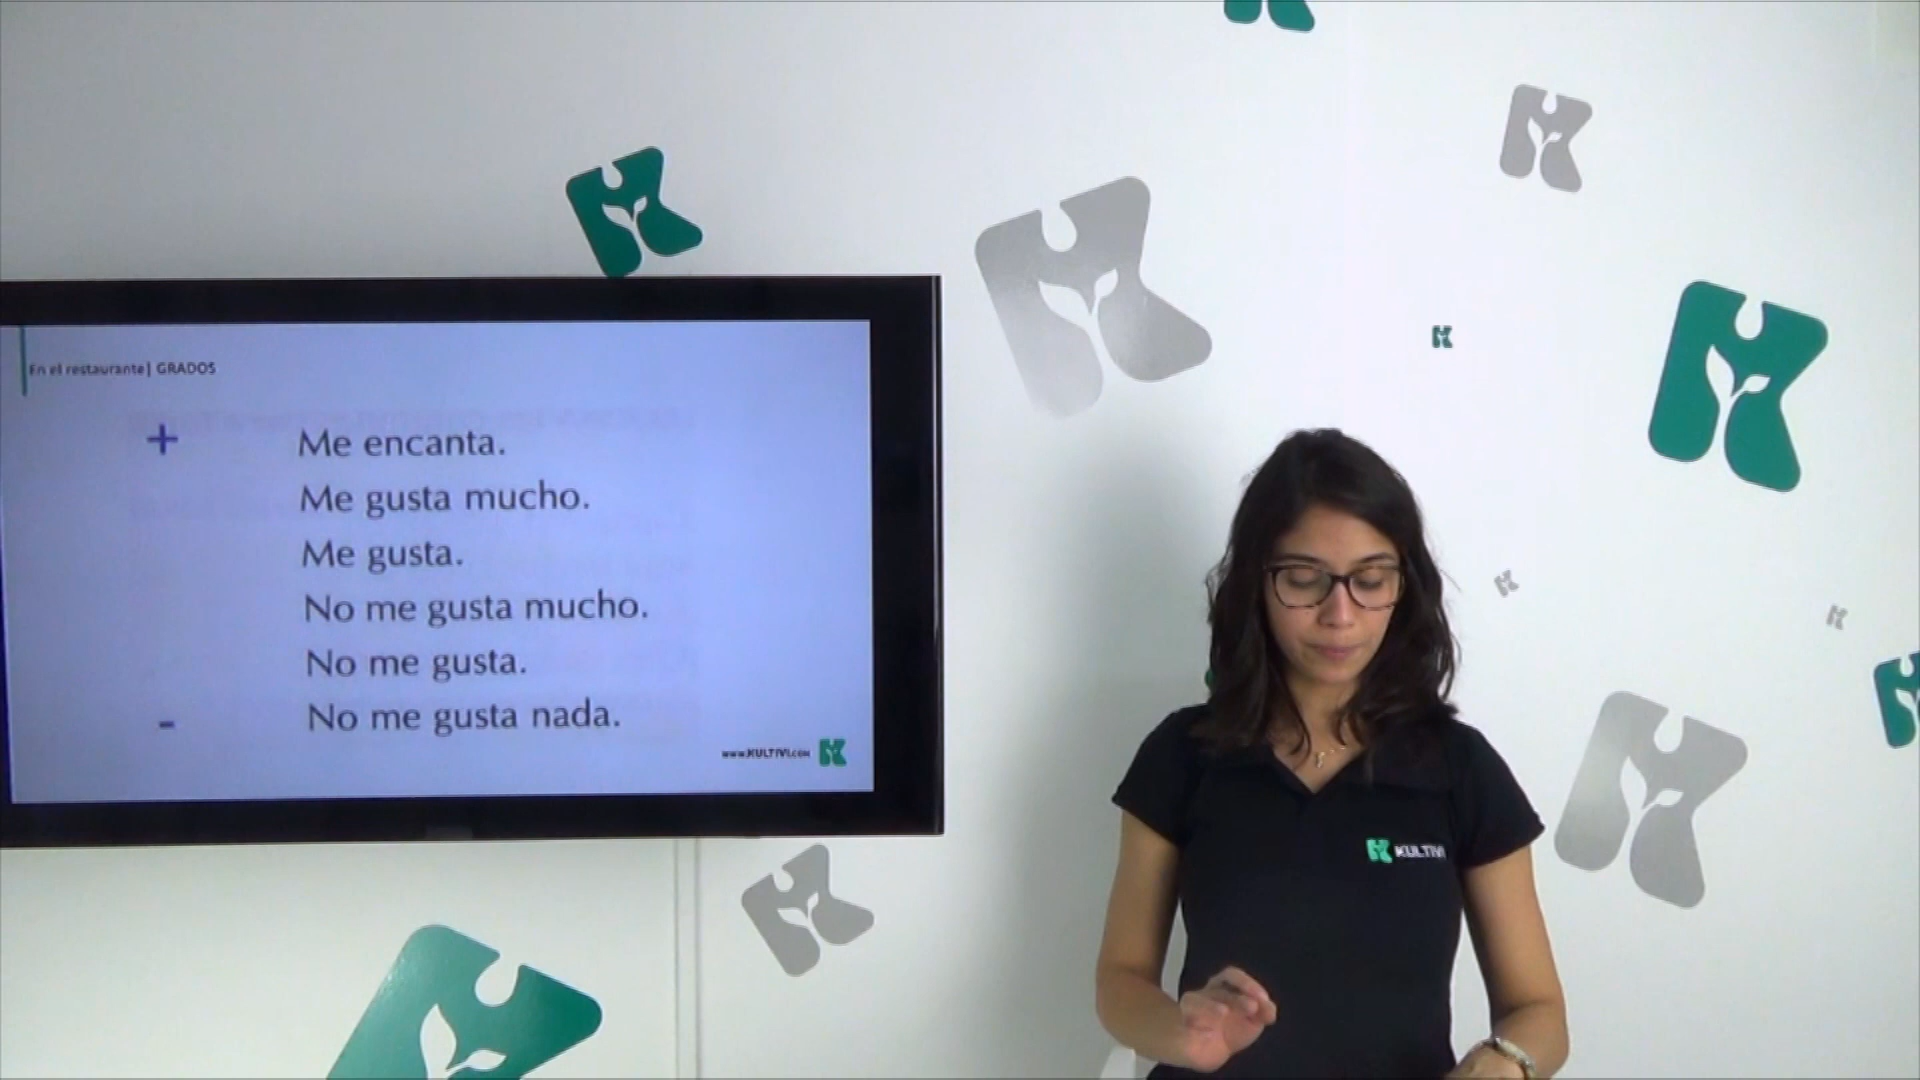 En el restaurante| GRADOS
+ Me encanta.
Me gusta mucho.
Me gusta.
No me gusta mucho.
No me gusta.
- No me gusta nada.
www.KULTIVI.COM
KULTIVI